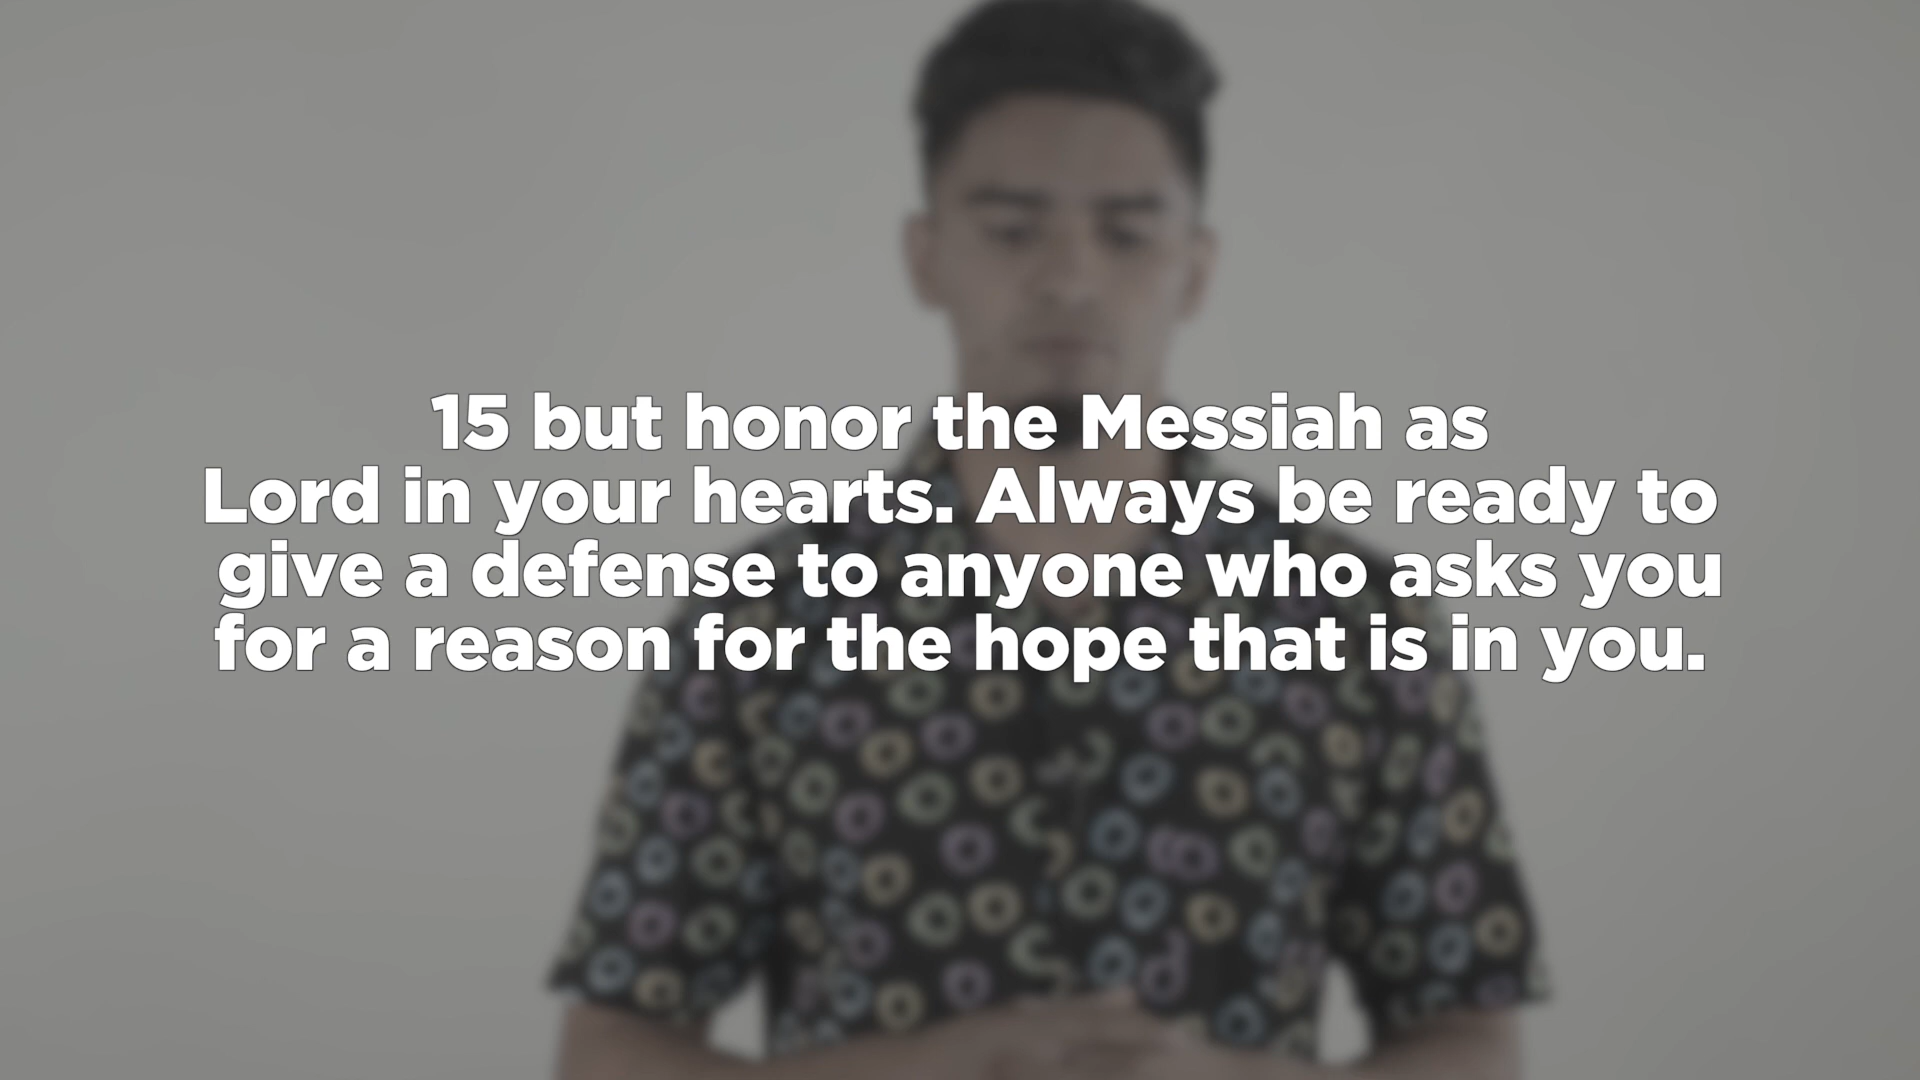 15 but honor the Messiah as
Lord in your hearts. Always be ready to
give a defense to anyone who asks you
for a reason for the hope that is in you.